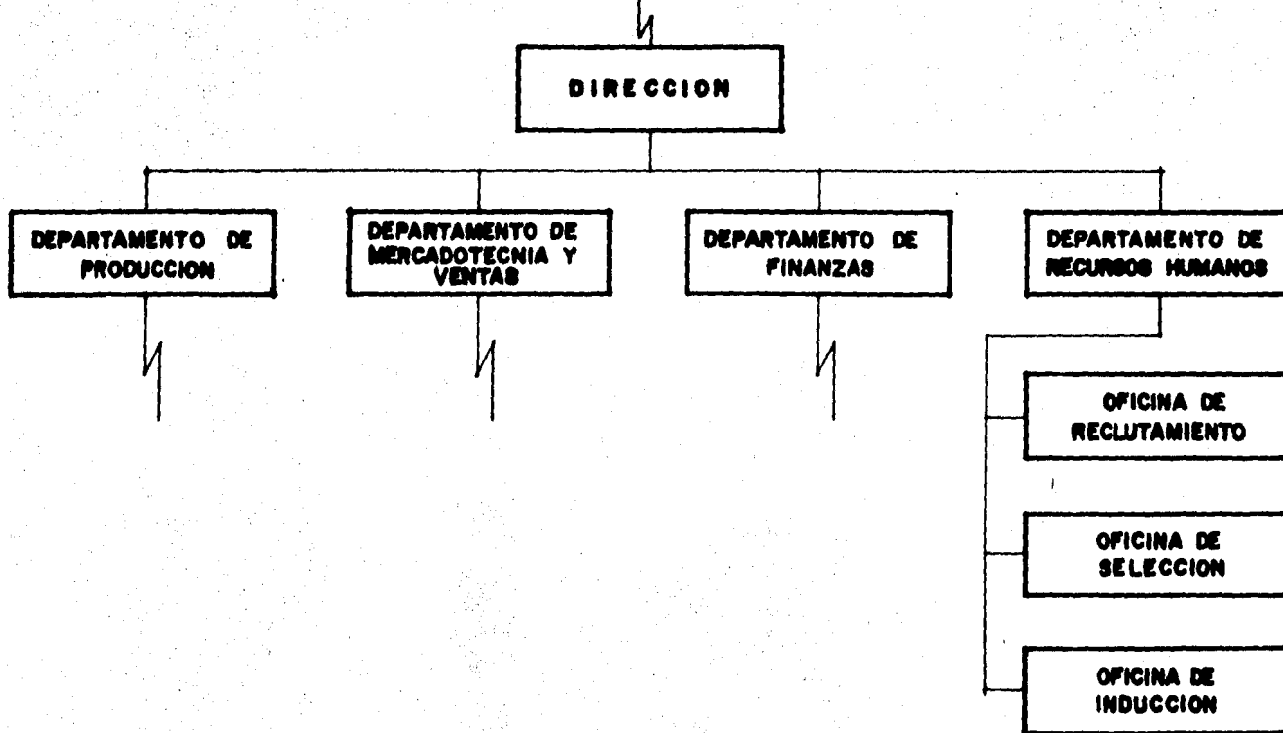 DIRECCION
DEPARTAMENTO DE
PRODUCCION
DEPARTAMENTO DE
MERCADOTECNIA Y
VENTAS
DEPARTAMENTO DE
FINANZAS
DEPARTAMENTO DE
RECURSOS HUMANOS
OFICINA DE
RECLUTAMIENTO
OFICINA DE
SELECCION
OFICINA DE
INDUCCION